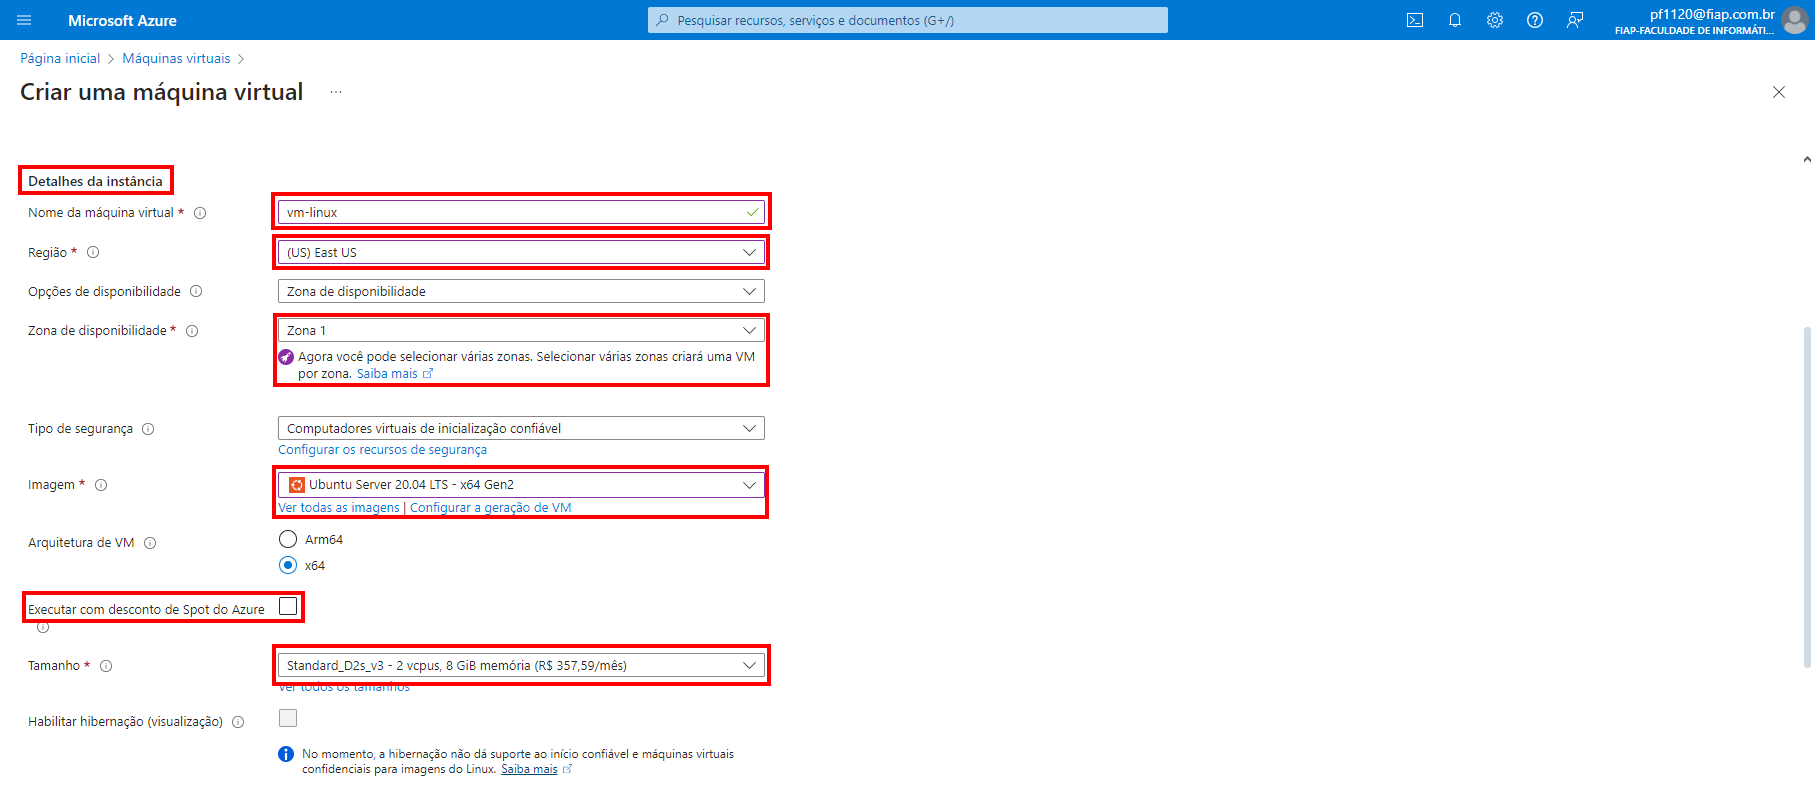 Microsoft Azure
Pesquisar recursos, serviços e documentos (G+/)
pf1120@fiap.com.br
FIAP-FACULDADE DE INFORMÁTI...
Página inicial > Máquinas virtuais >
Criar uma máquina virtual ...
Detalhes da instância
Nome da máquina virtual *
vm-linux
Região *
(US) East US
Opções de disponibilidade
Zona de disponibilidade
Zona de disponibilidade *
Zona 1
Agora você pode selecionar várias zonas. Selecionar várias zonas criará uma VM
por zona. Saiba mais
Tipo de segurança
Computadores virtuais de inicialização confiável
Configurar os recursos de segurança
Imagem *
Ubuntu Server 20.04 LTS - x64 Gen2
Ver todas as imagens | Configurar a geração de VM
Arquitetura de VM
Arm64
x64
Executar com desconto de Spot do Azure
Tamanho *
Standard_D2s_v3 - 2 vcpus, 8 GiB memória (R$ 357,59/mês)
Ver todos os tamanhos
Habilitar hibernação (visualização)
No momento, a hibernação não dá suporte ao início confiável e máquinas virtuais
confidenciais para imagens do Linux. Saiba mais